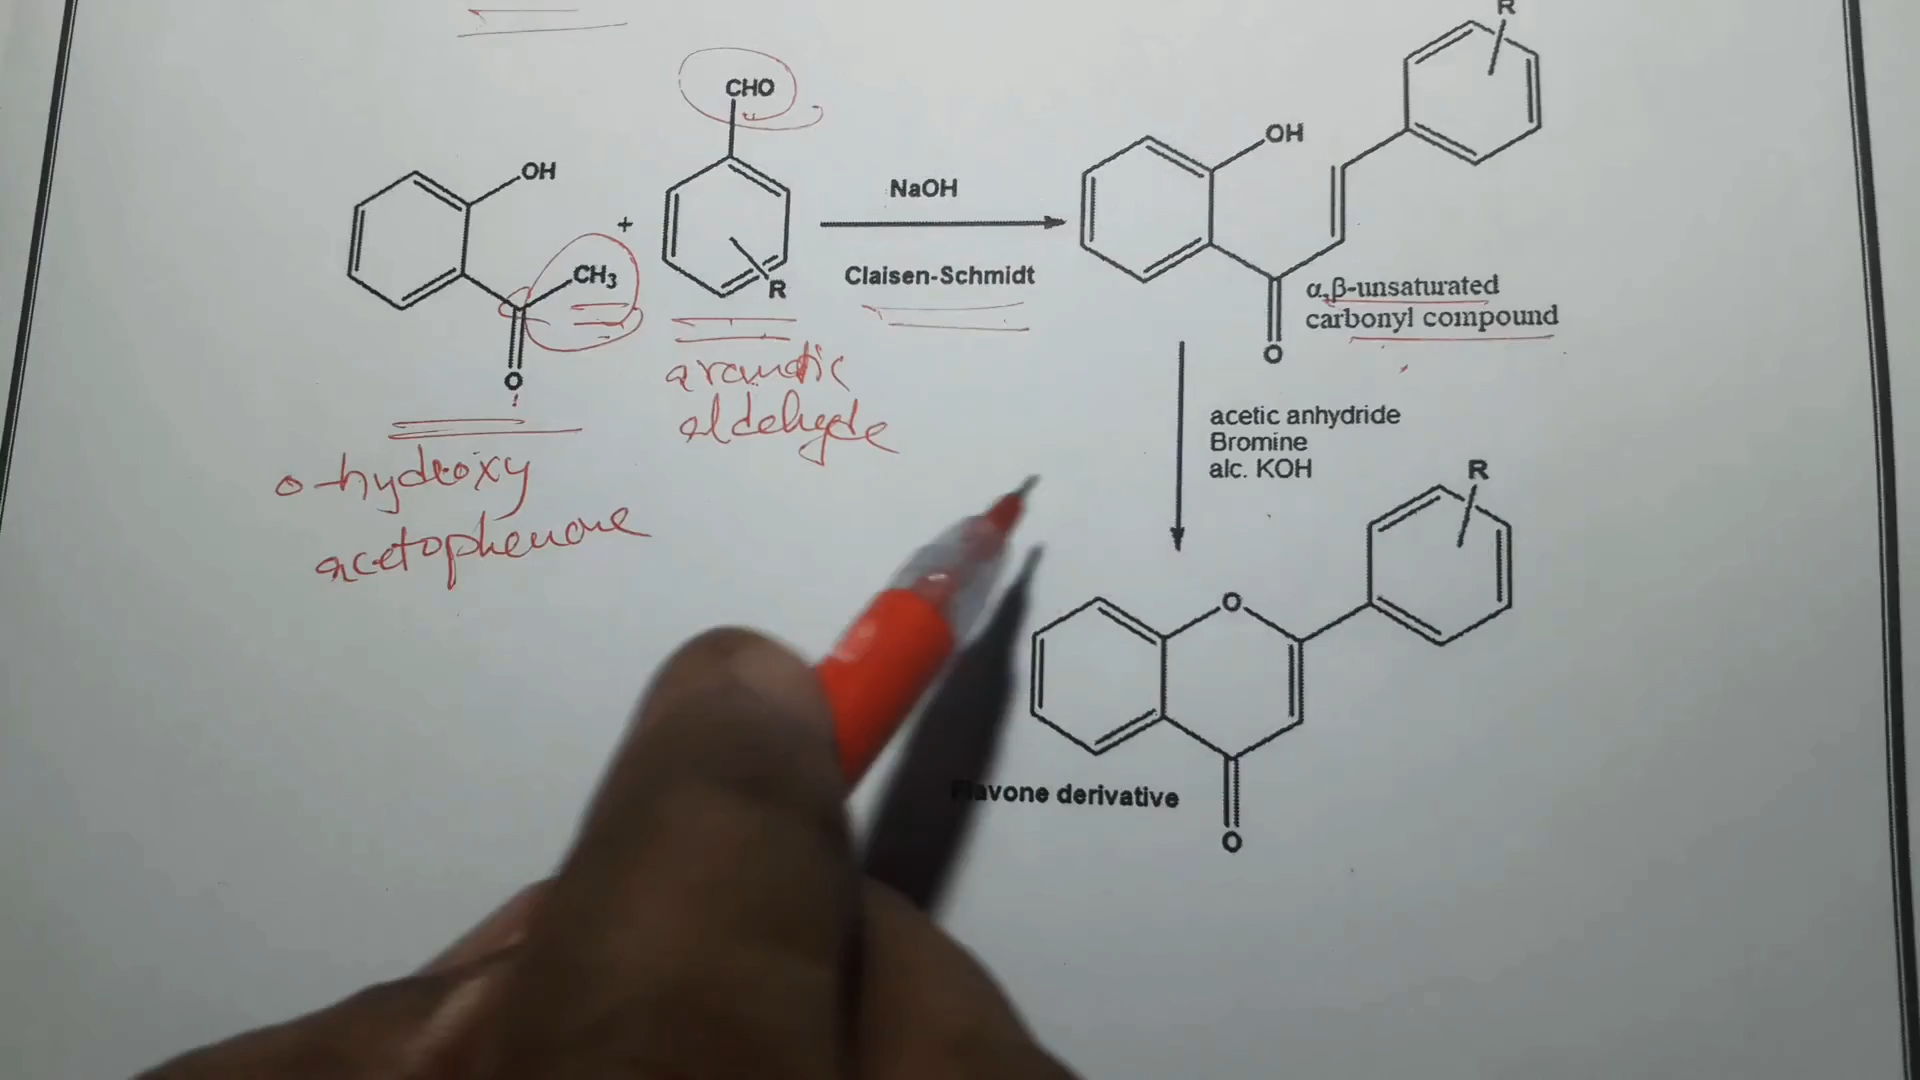 R
CHO
OH
OH
+
NaOH
CH₃
R
Claisen-Schmidt
α,β-unsaturated
carbonyl compound
O
O
aromatic
aldehyde
acetic anhydride
Bromine
alc. KOH
o-hydroxy
acetophenone
R
O
Flavone derivative
O